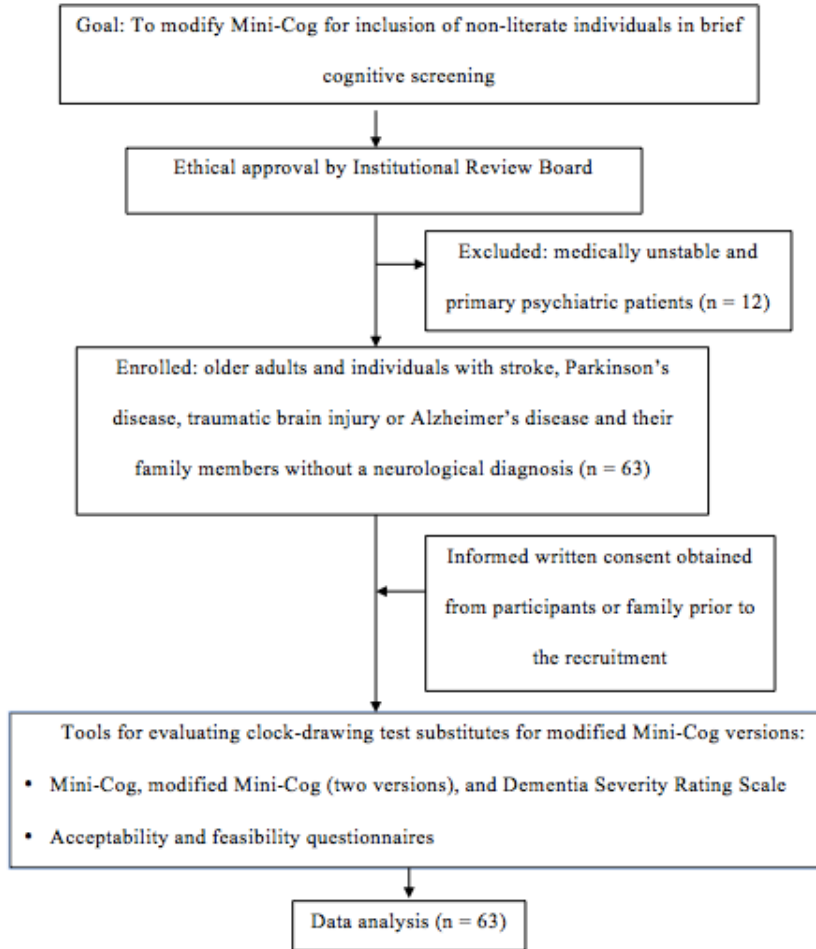 Goal: To modify Mini-Cog for inclusion of non-literate individuals in brief
cognitive screening
Ethical approval by Institutional Review Board
Excluded: medically unstable and
primary psychiatric patients (n = 12)
Enrolled: older adults and individuals with stroke, Parkinson’s
disease, traumatic brain injury or Alzheimer’s disease and their
family members without a neurological diagnosis (n = 63)
Informed written consent obtained
from participants or family prior to
the recruitment
Tools for evaluating clock-drawing test substitutes for modified Mini-Cog versions:
• Mini-Cog, modified Mini-Cog (two versions), and Dementia Severity Rating Scale
• Acceptability and feasibility questionnaires
Data analysis (n = 63)